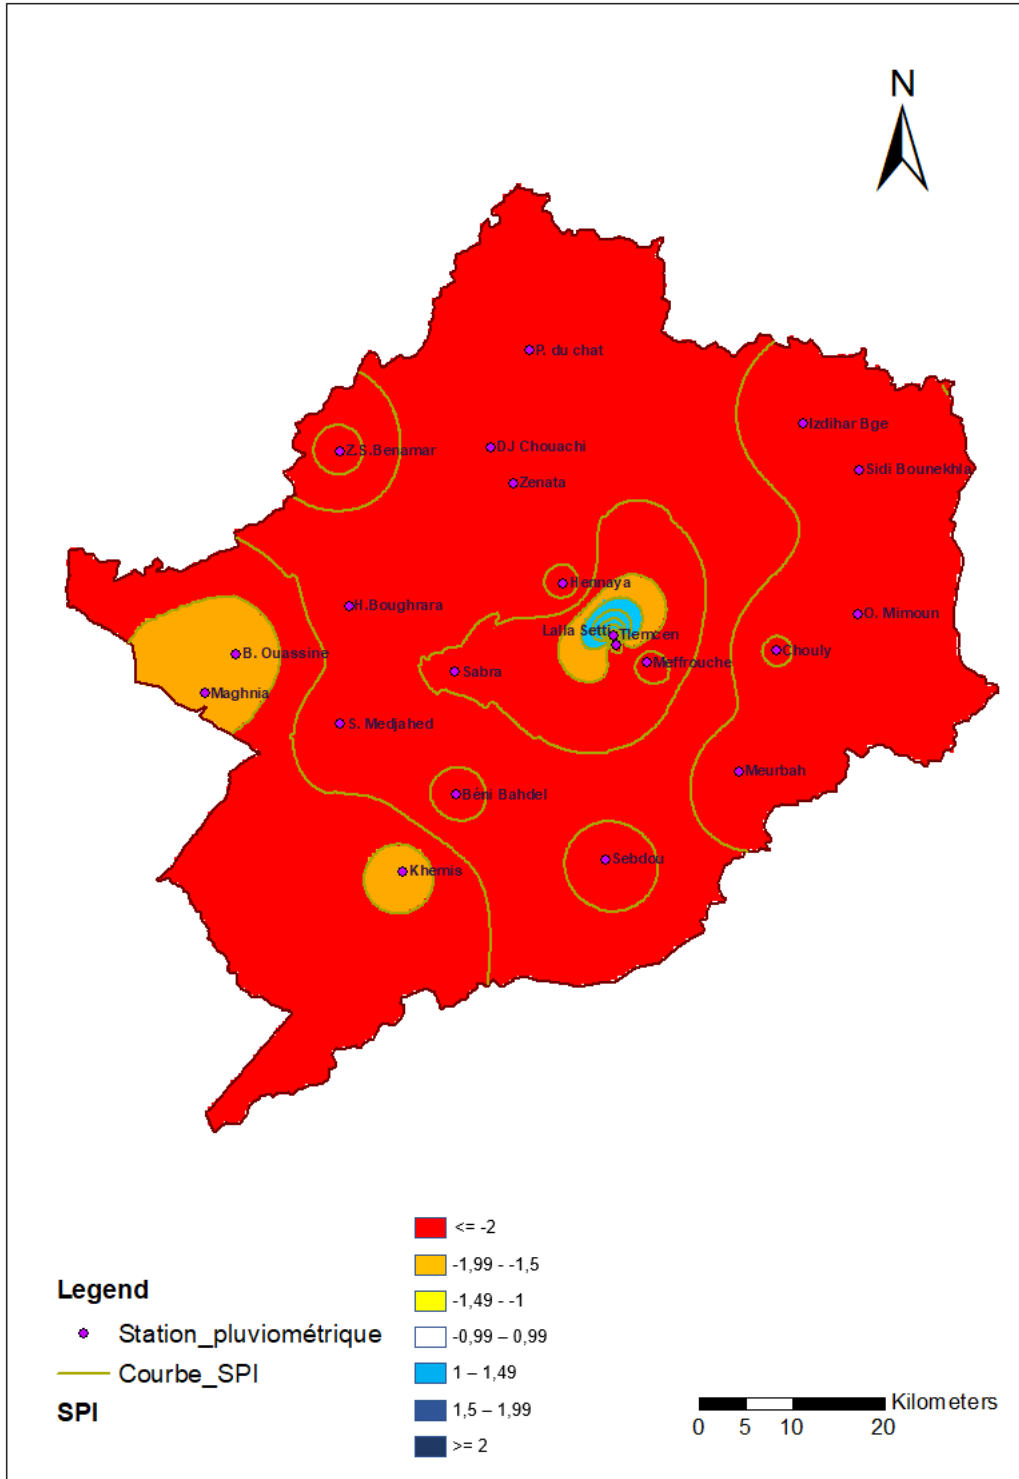 N
P. du chat
Izdihar Bge
Z.S.Benamar
DJ Chouachi
Sidi Bounekhla
Zenata
Hennaya
H.Boughrara
O. Mimoun
Lalla Setti
Tlemcen
B. Ouassine
Chouly
Meffrouche
Sabra
Maghnia
S. Medjahed
Meurbah
Béni Bahdel
Sebdou
Khemis
<= -2
-1,99 - -1,5
Legend
-1,49 - -1
Station_pluviométrique
-0,99 – 0,99
Courbe_SPI
1 – 1,49
SPI
1,5 – 1,99
>= 2
Kilometers
0 5 10 20